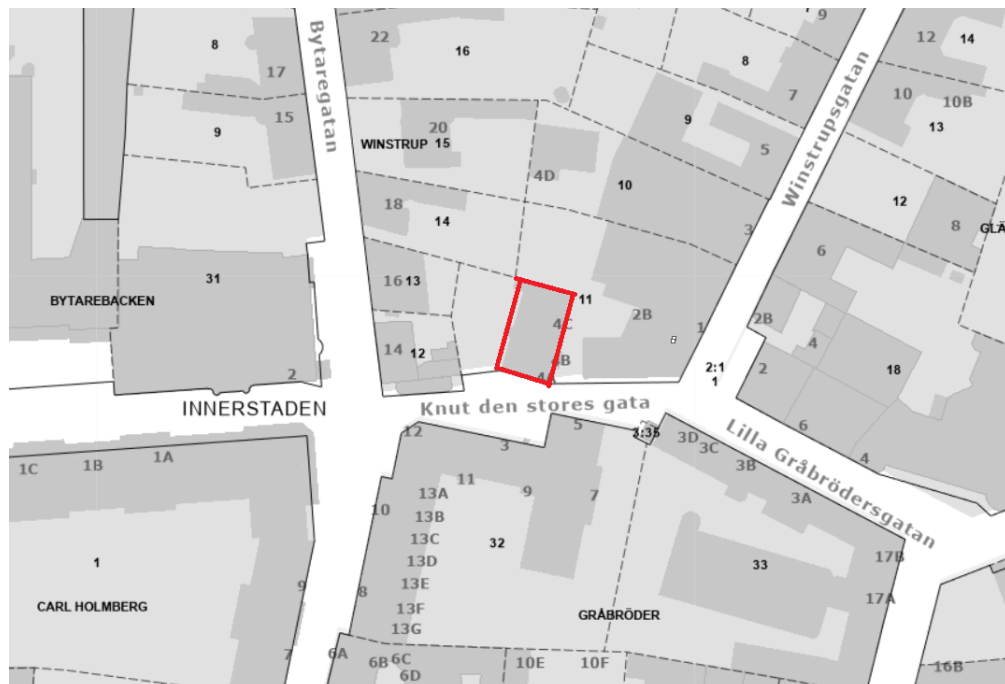 8
17
15
9
Bytaregatan
22
16
WINSTRUP
20
15
18
14
16
13
14
12
4D
4C
4B
4A
11
10
9
8
7
9
5
3
2B
1
Winstrupsgatan
12
14
10
10B
13
12
8
GLÄ
6
2B
4
2
18
6
4
2:1
1
31
BYTAREBACKEN
2
INNERSTADEN
Knut den stores gata
Lilla Gråbrödersgatan
1C
1B
1A
1
CARL HOLMBERG
9
7
12
3
5
11
9
7
10
8
13A
13B
13C
13D
13E
13F
13G
32
GRÅBRÖDER
6A
6B
6C
6D
10E
10F
3:35
3D
3C
3B
3A
33
17B
17A
16B